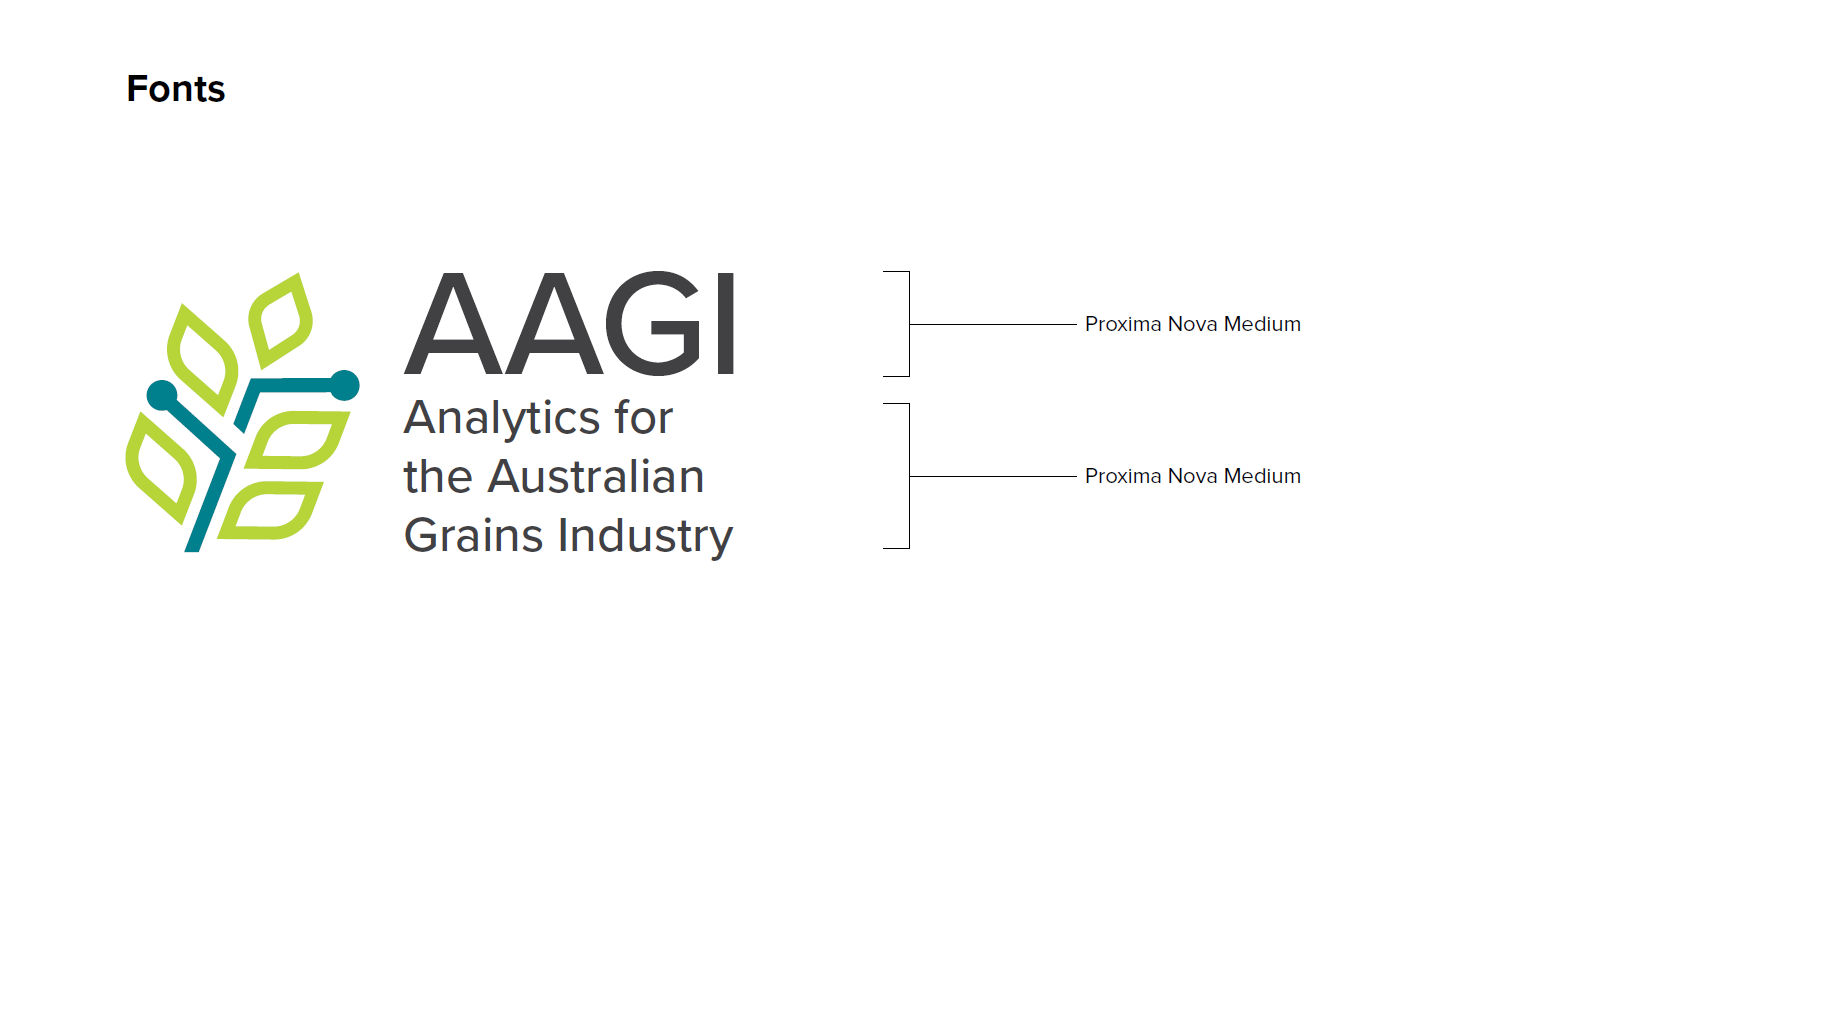 Fonts
AAGI
Analytics for
the Australian
Grains Industry
Proxima Nova Medium
Proxima Nova Medium